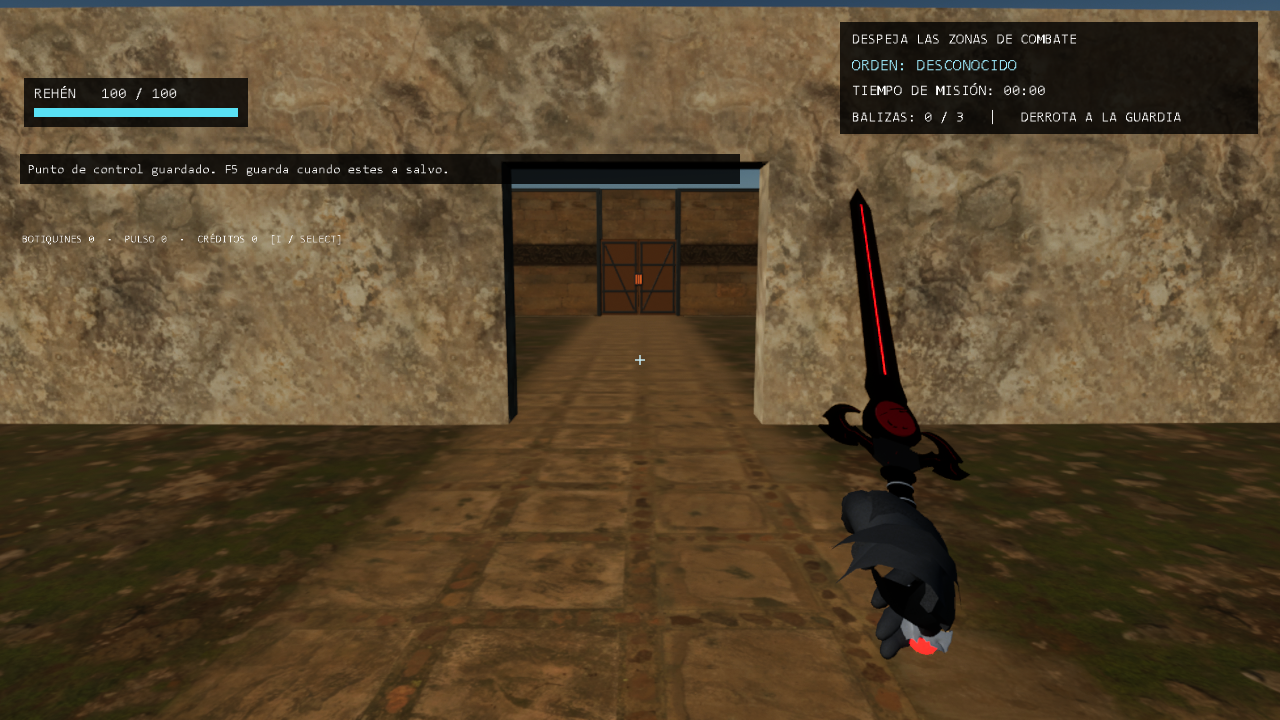 DESPEJA LAS ZONAS DE COMBATE
ORDEN: DESCONOCIDO
TIEMPO DE MISIÓN: 00:00
BALIZAS: 0 / 3 | DERROTA A LA GUARDIA
REHÉN 100 / 100
Punto de control guardado. F5 guarda cuando estes a salvo.
BOTIQUINES 0 - PULSO 0 - CRÉDITOS 0 [I / SELECT]